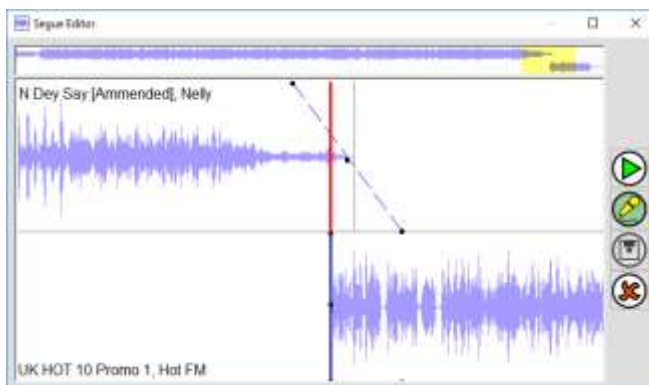 Segue Editor
N Dey Say [Ammended], Nelly
UK HOT 10 Promo 1, Hot FM